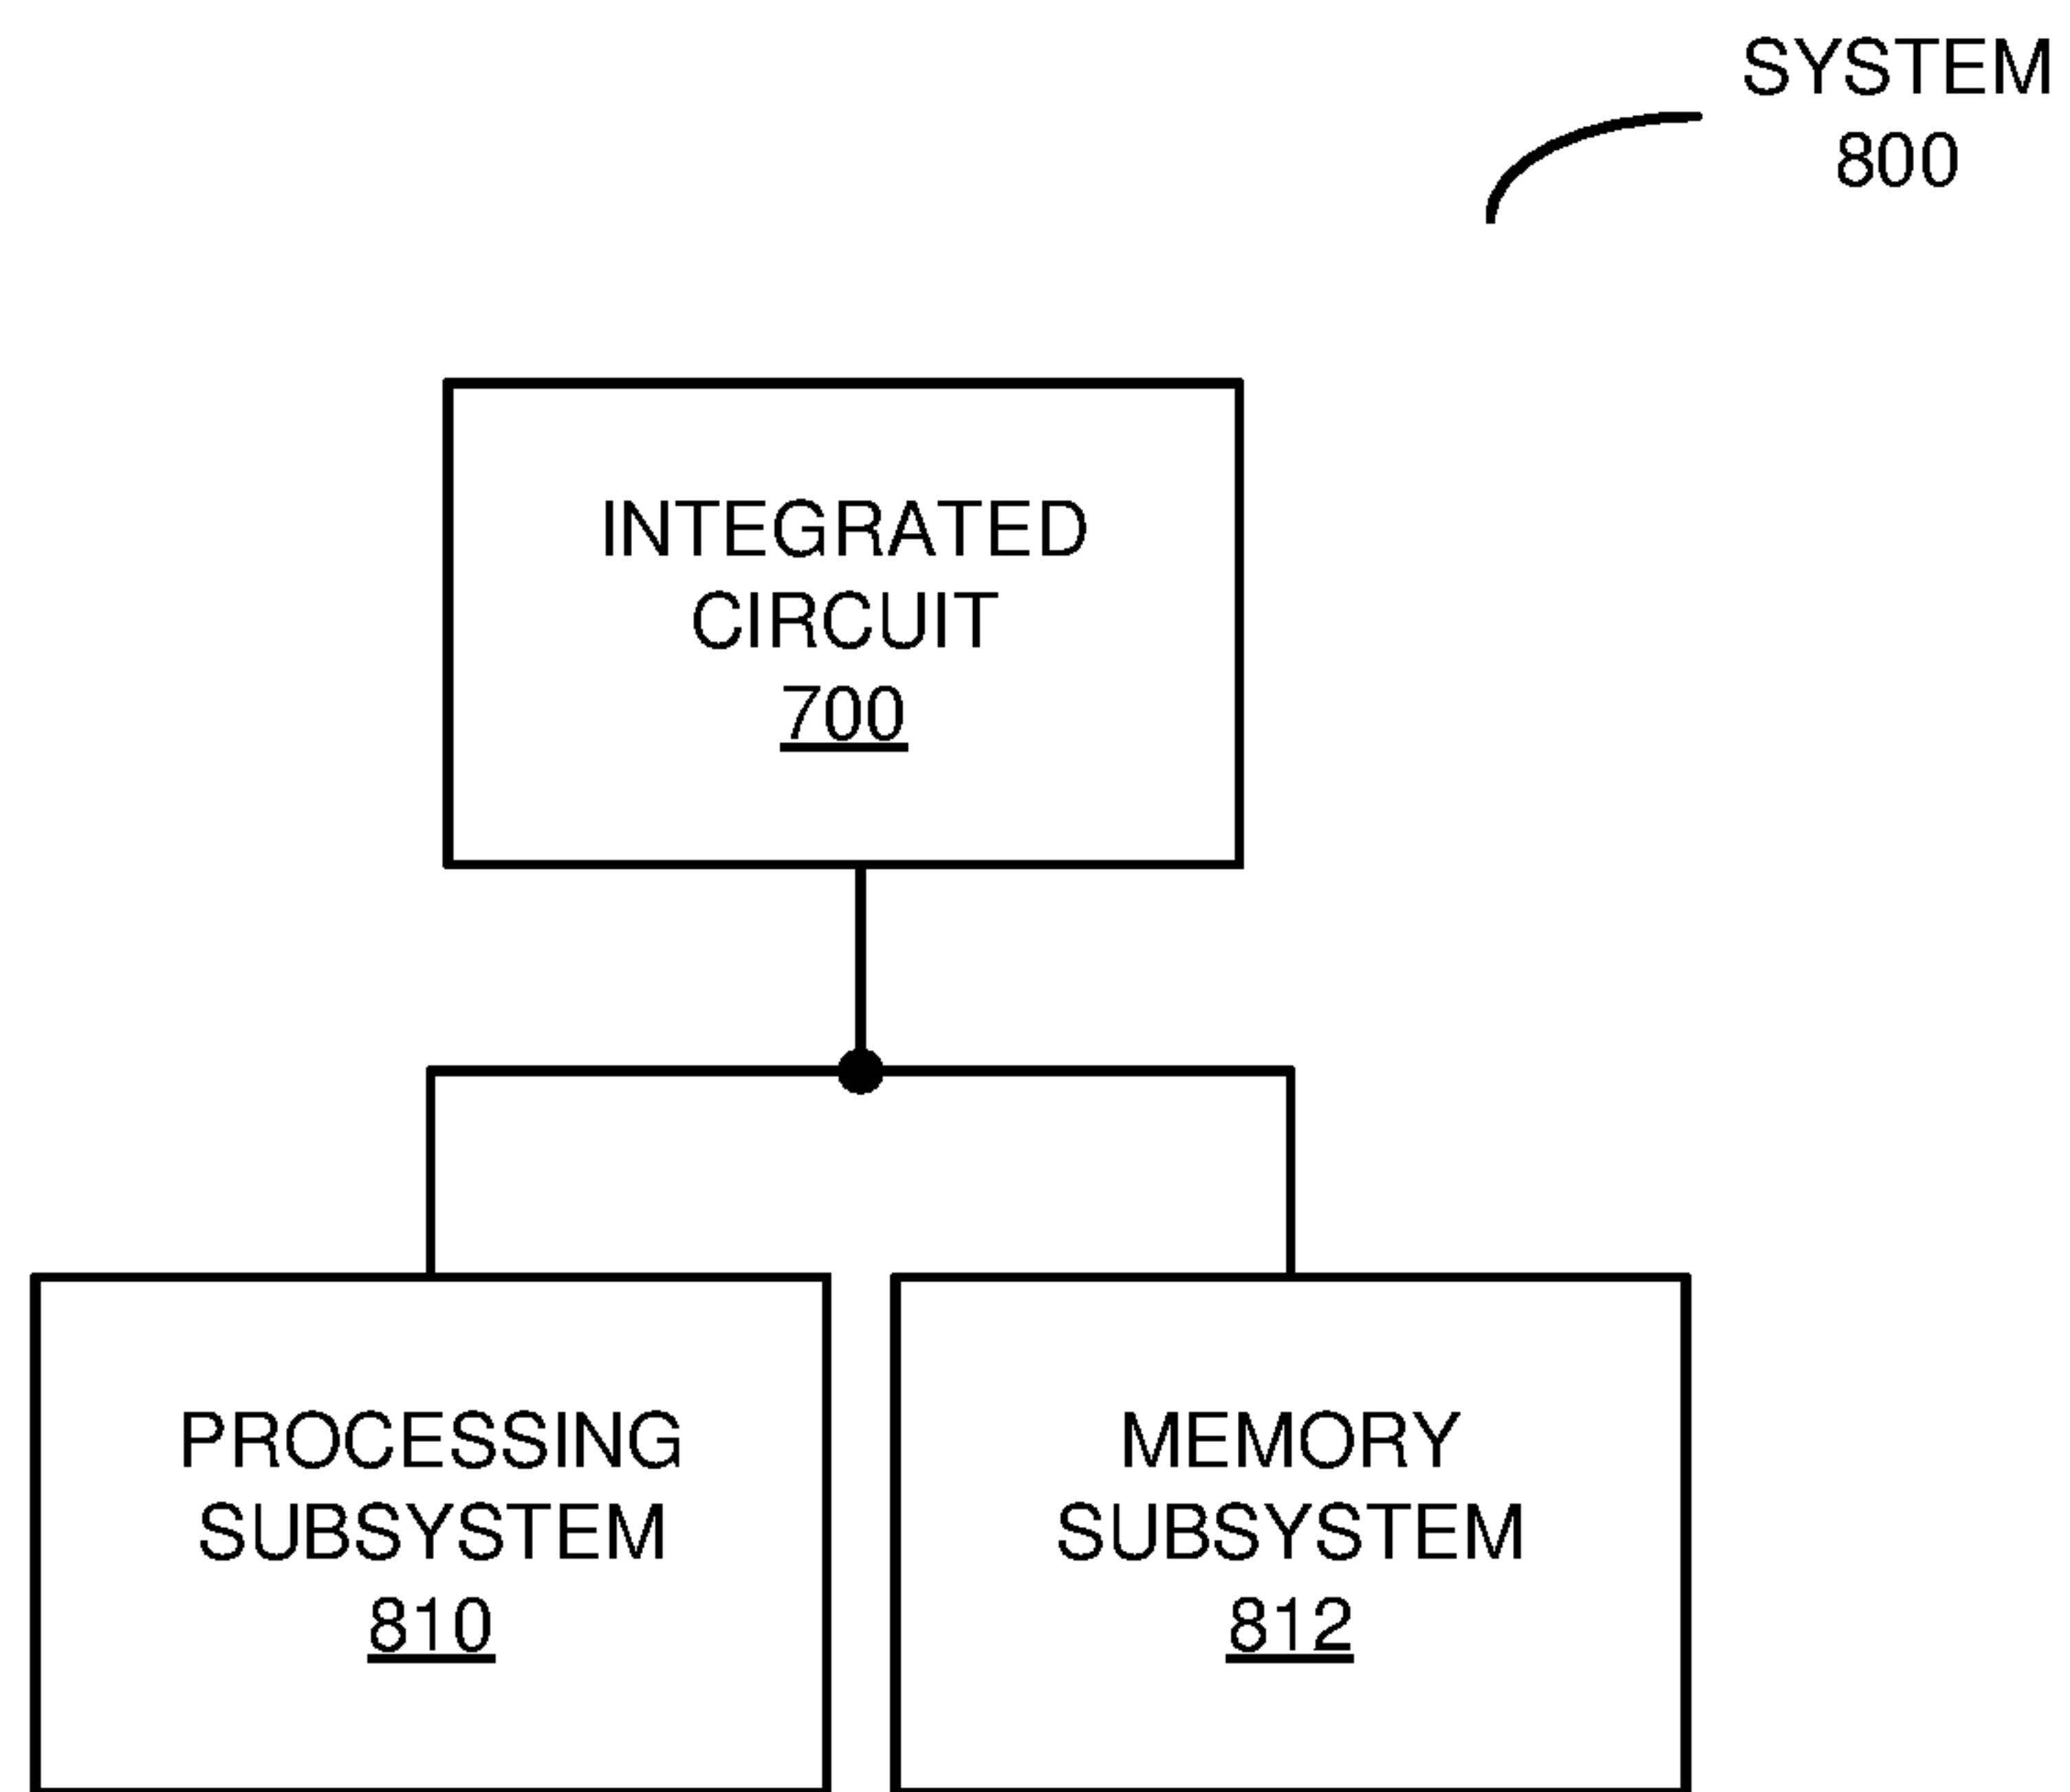 SYSTEM
800
INTEGRATED
CIRCUIT
700
PROCESSING
SUBSYSTEM
810
MEMORY
SUBSYSTEM
812